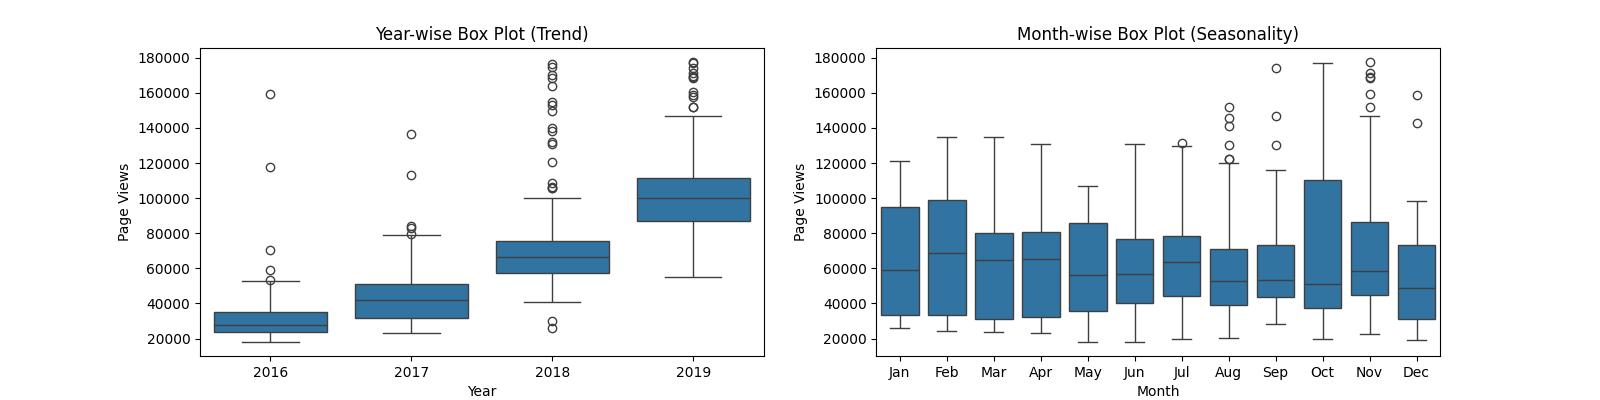 Year-wise Box Plot (Trend)
Page Views
180000
160000
140000
120000
100000
80000
60000
40000
20000
2016 2017 2018 2019
Year
Month-wise Box Plot (Seasonality)
Page Views
180000
160000
140000
120000
100000
80000
60000
40000
20000
Jan Feb Mar Apr May Jun Jul Aug Sep Oct Nov Dec
Month